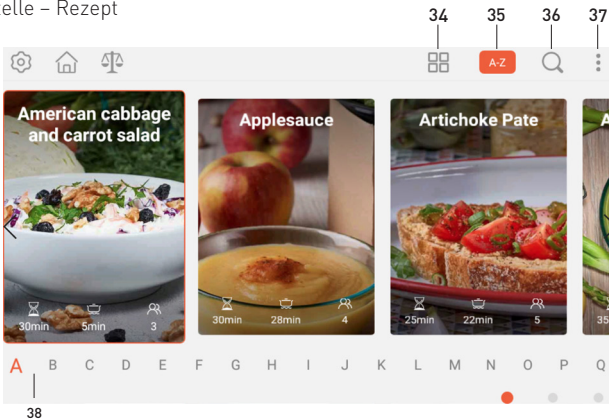 elle – Rezept
34 35 36 37
A-Z
American cabbage
and carrot salad
Applesauce
Artichoke Pate
A
30min 5min 3
30min 28min 4
25min 22min 5
35
A B C D E F G H I J K L M N O P Q
38